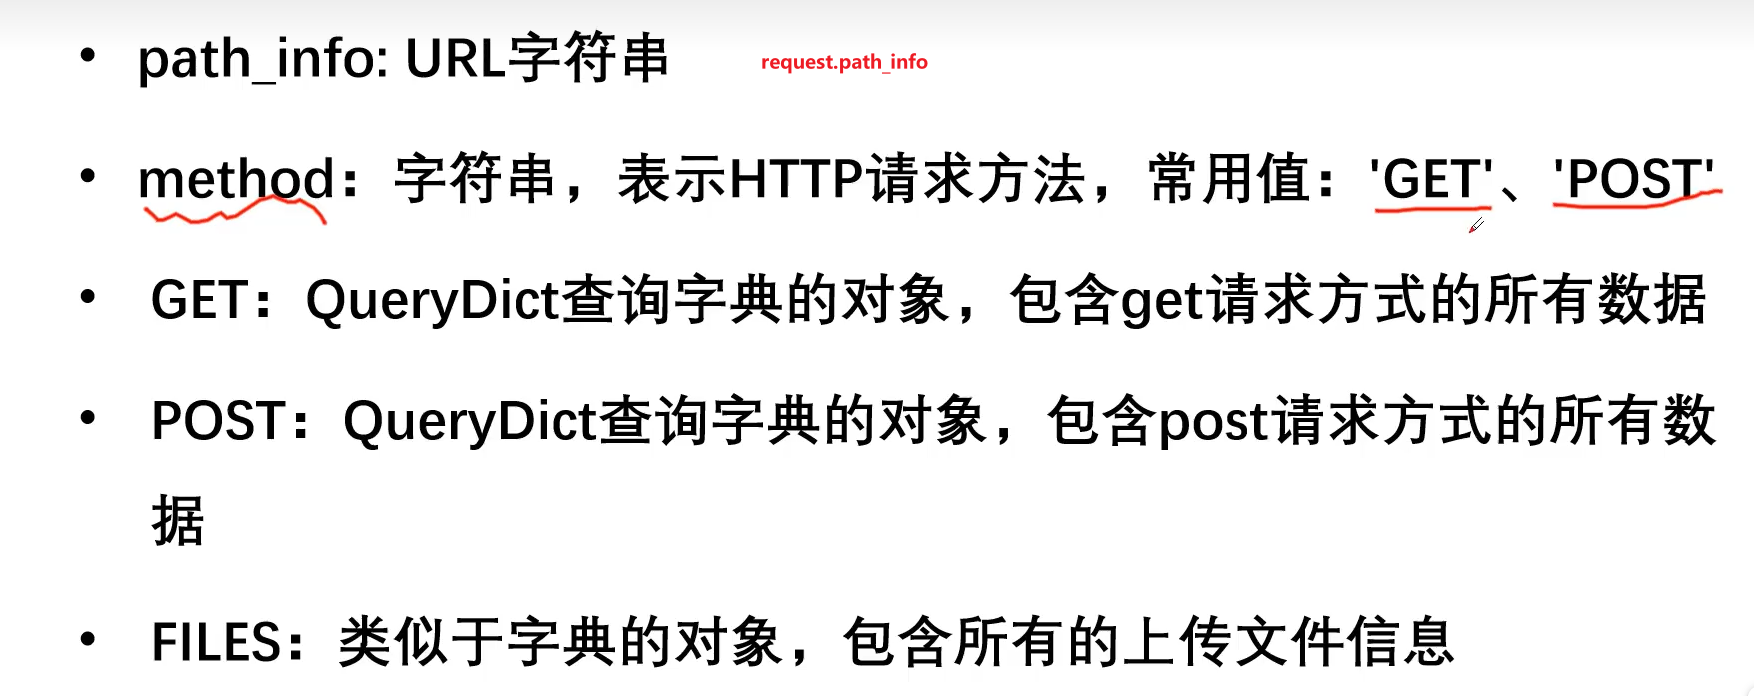 • path_info: URL字符串 request.path_info
• method：字符串，表示HTTP请求方法，常用值：'GET'、'POST'
• GET：QueryDict查询字典的对象，包含get请求方式的所有数据
• POST：QueryDict查询字典的对象，包含post请求方式的所有数
据
• FILES：类似于字典的对象，包含所有的上传文件信息